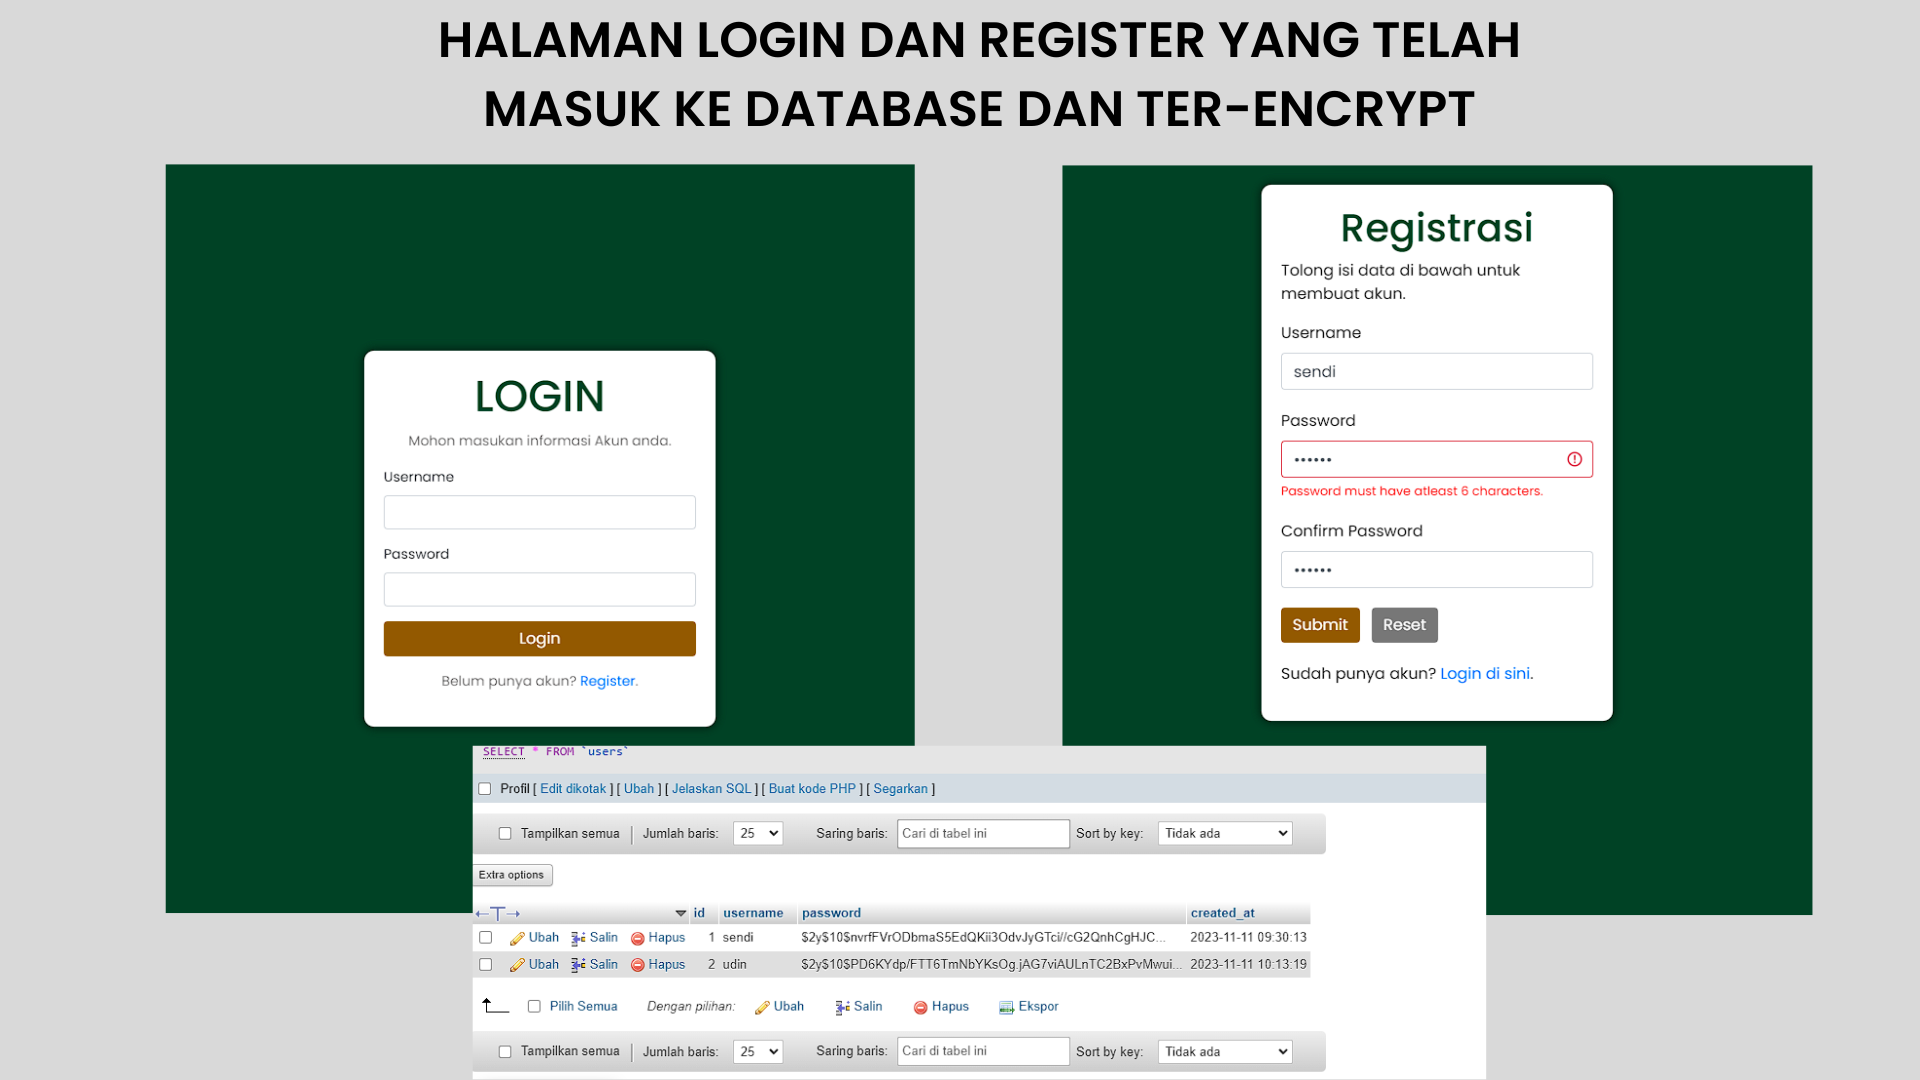 HALAMAN LOGIN DAN REGISTER YANG TELAH
MASUK KE DATABASE DAN TER-ENCRYPT
LOGIN
Mohon masukan informasi Akun anda.
Username
Password
Login
Belum punya akun? Register.
Registrasi
Tolong isi data di bawah untuk
membuat akun.
Username
sendi
Password
••••••
Password must have atleast 6 characters.
Confirm Password
••••••
Submit Reset
Sudah punya akun? Login di sini.
SELECT * FROM `users`
Profil [ Edit dikotak ] [ Ubah ] [ Jelaskan SQL ] [ Buat kode PHP ] [ Segarkan ]
Tampilkan semua | Jumlah baris: 25 Saring baris: Cari di tabel ini Sort by key: Tidak ada
Extra options
id username password created_at
Ubah Salin Hapus 1 sendi $2y$10$nvrfFVrODbmaS5EdQKii3OdvJyGTci//cG2QnhCgHJC... 2023-11-11 09:30:13
Ubah Salin Hapus 2 udin $2y$10$PD6KYdp/FTT6TmNbYKsOg.jAG7viAULnTC2BxPvMwui... 2023-11-11 10:13:19
Pilih Semua Dengan pilihan: Ubah Salin Hapus Ekspor
Tampilkan semua | Jumlah baris: 25 Saring baris: Cari di tabel ini Sort by key: Tidak ada